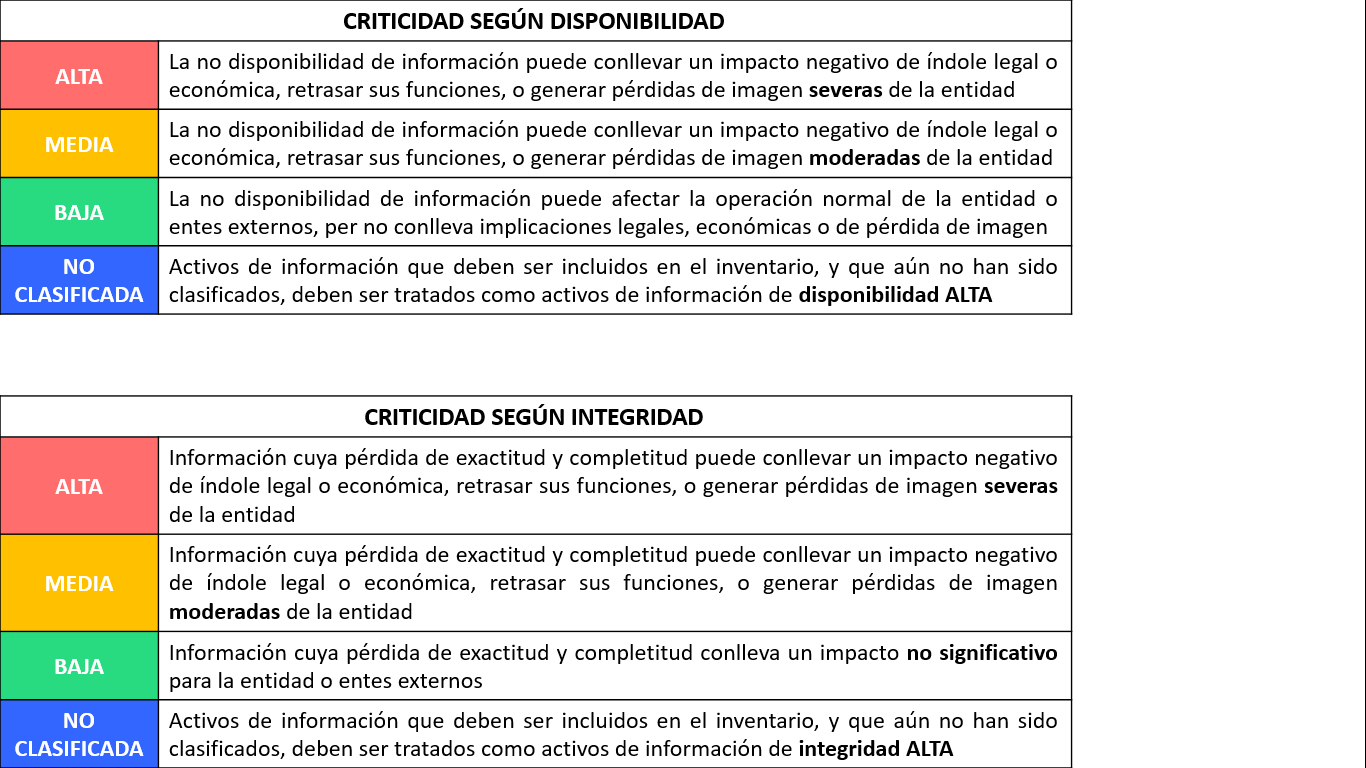 CRITICIDAD SEGÚN DISPONIBILIDAD
ALTA
La no disponibilidad de información puede conllevar un impacto negativo de índole legal o
económica, retrasar sus funciones, o generar pérdidas de imagen severas de la entidad
MEDIA
La no disponibilidad de información puede conllevar un impacto negativo de índole legal o
económica, retrasar sus funciones, o generar pérdidas de imagen moderadas de la entidad
BAJA
La no disponibilidad de información puede afectar la operación normal de la entidad o
entes externos, per no conlleva implicaciones legales, económicas o de pérdida de imagen
NO
CLASIFICADA
Activos de información que deben ser incluidos en el inventario, y que aún no han sido
clasificados, deben ser tratados como activos de información de disponibilidad ALTA
CRITICIDAD SEGÚN INTEGRIDAD
ALTA
Información cuya pérdida de exactitud y completitud puede conllevar un impacto negativo
de índole legal o económica, retrasar sus funciones, o generar pérdidas de imagen severas
de la entidad
MEDIA
Información cuya pérdida de exactitud y completitud puede conllevar un impacto negativo
de índole legal o económica, retrasar sus funciones, o generar pérdidas de imagen
moderadas de la entidad
BAJA
Información cuya pérdida de exactitud y completitud conlleva un impacto no significativo
para la entidad o entes externos
NO
CLASIFICADA
Activos de información que deben ser incluidos en el inventario, y que aún no han sido
clasificados, deben ser tratados como activos de información de integridad ALTA